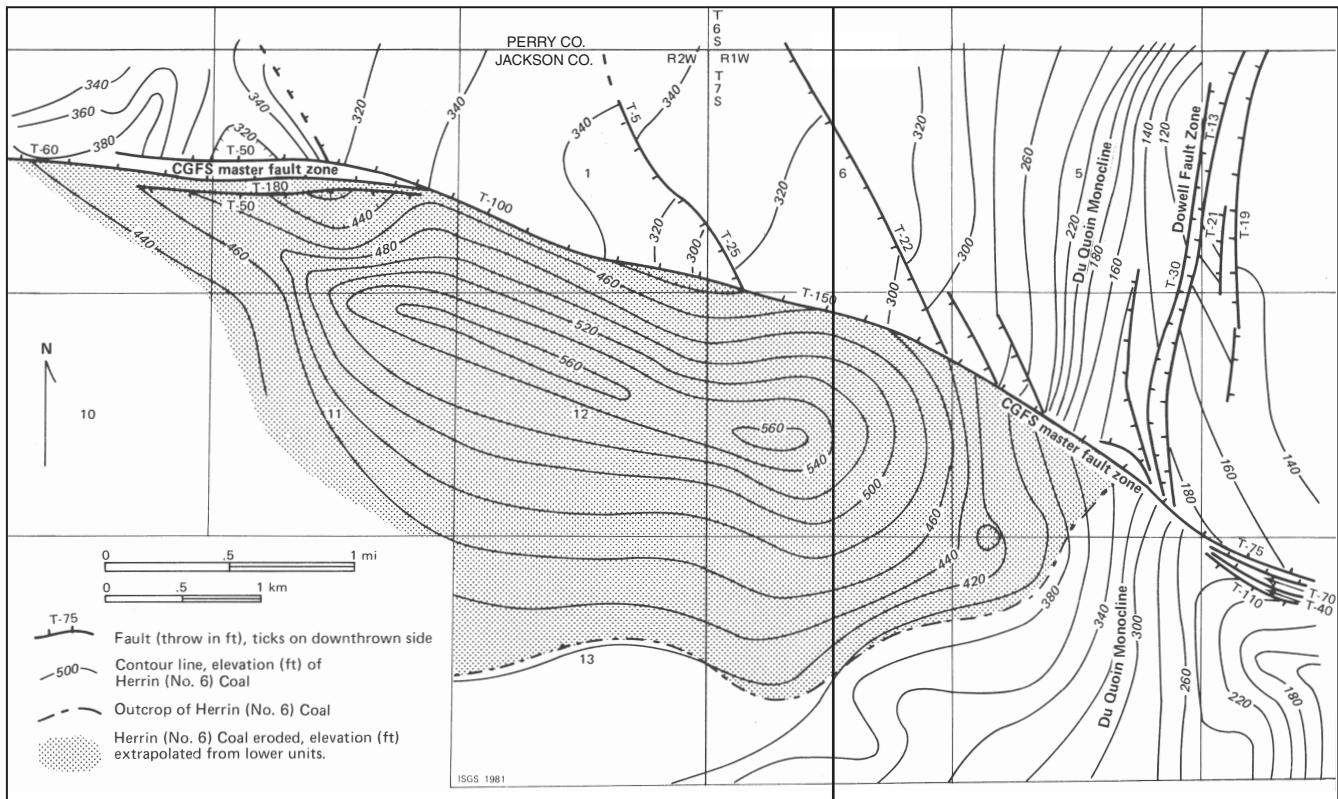 T
6
S
PERRY CO.
JACKSON CO.
R2W
R1W
T
7
S
340
360
380
340
320
320
340
340
340
T-5
320
T-13
140
120
260
T-60
T-50
CGFS master fault zone
T-180
T-50
440
T-100
1
6
5
320
220
180
160
Du Quoin Monocline
Dowell Fault Zone
T-21
T-19
440
460
480
460
320
300
T-25
T-22
300
300
T-30
T-150
520
560
N
10
11
12
560
540
500
460
440
420
CGFS master fault zone
180
160
140
T-75
T-70
T-40
T-110
380
340
300
260
220
180
Du Quoin Monocline
13
0 .5 1 mi
0 .5 1 km
T-75
Fault (throw in ft), ticks on downthrown side
500
Contour line, elevation (ft) of
Herrin (No. 6) Coal
Outcrop of Herrin (No. 6) Coal
Herrin (No. 6) Coal eroded, elevation (ft)
extrapolated from lower units.
ISGS 1981